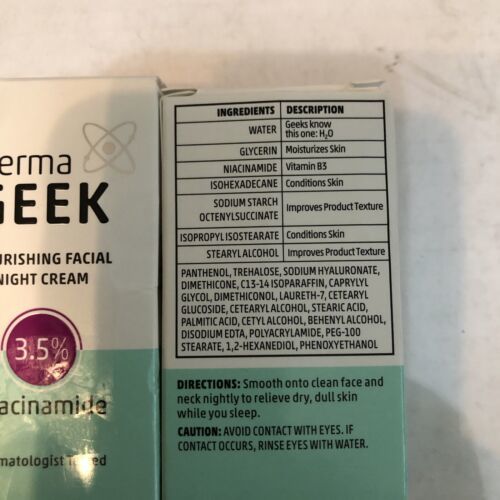 erma
GEEK
URISHING FACIAL
NIGHT CREAM
3.5%
acinamide
matologist Tested
INGREDIENTS DESCRIPTION
WATER Geeks know this one: H₂O
GLYCERIN Moisturizes Skin
NIACINAMIDE Vitamin B3
ISOHEXADECANE Conditions Skin
SODIUM STARCH OCTENYLSUCCINATE Improves Product Texture
ISOPROPYL ISOSTEARATE Conditions Skin
STEARYL ALCOHOL Improves Product Texture
PANTHENOL, TREHALOSE, SODIUM HYALURONATE,
DIMETHICONE, C13-14 ISOPARAFFIN, CAPRYLYL
GLYCOL, DIMETHICONOL, LAURETH-7, CETEARYL
GLUCOSIDE, CETEARYL ALCOHOL, STEARIC ACID,
PALMITIC ACID, CETYL ALCOHOL, BEHENYL ALCOHOL,
DISODIUM EDTA, POLYACRYLAMIDE, PEG-100
STEARATE, 1,2-HEXANEDIOL, PHENOXYETHANOL
DIRECTIONS: Smooth onto clean face and
neck nightly to relieve dry, dull skin
while you sleep.
CAUTION: AVOID CONTACT WITH EYES. IF
CONTACT OCCURS, RINSE EYES WITH WATER.